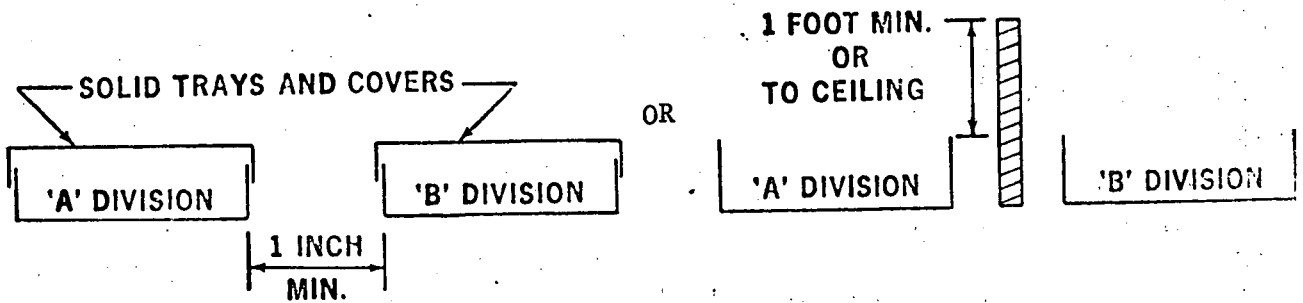 SOLID TRAYS AND COVERS
'A' DIVISION
'B' DIVISION
1 INCH
MIN.
OR
1 FOOT MIN.
OR
TO CEILING
'A' DIVISION
'B' DIVISION